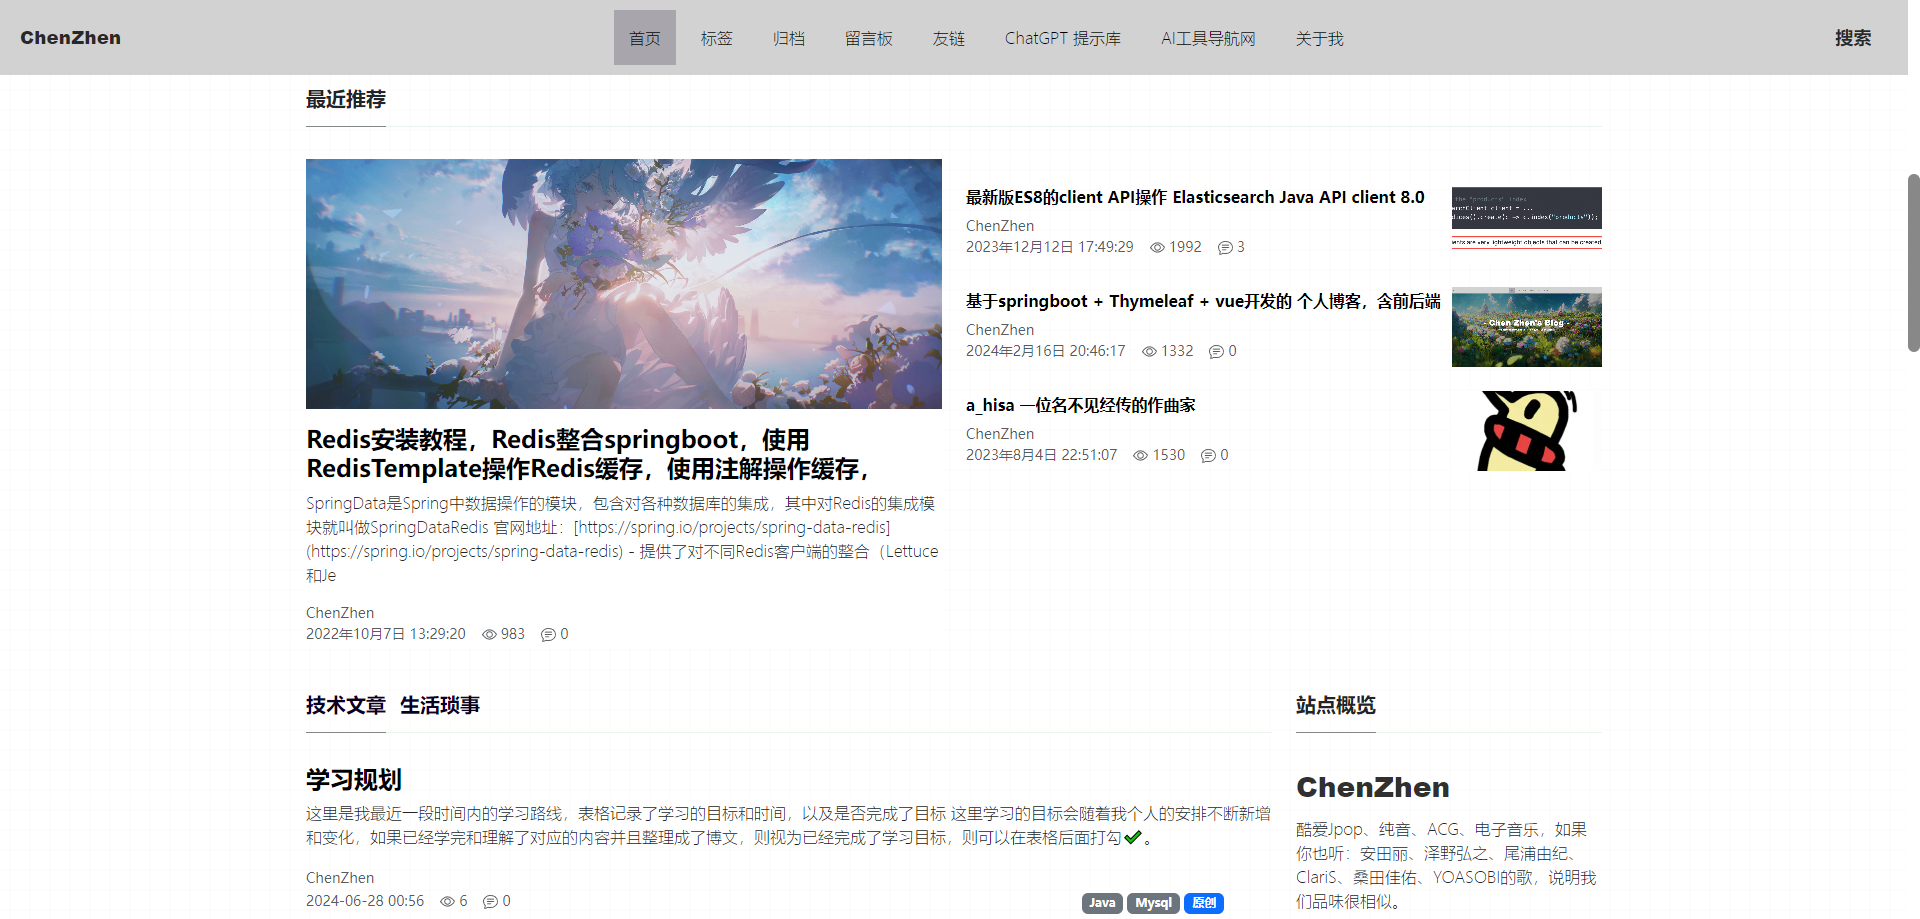 ChenZhen
首页 标签 归档 留言板 友链 ChatGPT 提示库 AI工具导航网 关于我
搜索
最近推荐
Redis安装教程，Redis整合springboot，使用
RedisTemplate操作Redis缓存，使用注解操作缓存，
SpringData是Spring中数据操作的模块，包含对各种数据库的集成，其中对Redis的集成模
块就叫做SpringDataRedis 官网地址：[https://spring.io/projects/spring-data-redis]
(https://spring.io/projects/spring-data-redis) - 提供了对不同Redis客户端的整合（Lettuce
和Je
ChenZhen
2022年10月7日 13:29:20 983 0
最新版ES8的client API操作 Elasticsearch Java API client 8.0
ChenZhen
2023年12月12日 17:49:29 1992 3
the "products" index
archClient client = ...
dices().create(c -> c.index("products"));
ients are very lightweight objects that can be created
基于springboot + Thymeleaf + vue开发的 个人博客，含前后端
ChenZhen
2024年2月16日 20:46:17 1332 0
- Chen Zhen's Blog -
a_hisa 一位名不见经传的作曲家
ChenZhen
2023年8月4日 22:51:07 1530 0
技术文章 生活琐事
学习规划
这里是我最近一段时间内的学习路线，表格记录了学习的目标和时间，以及是否完成了目标 这里学习的目标会随着我个人的安排不断新增
和变化，如果已经学完和理解了对应的内容并且整理成了博文，则视为已经完成了学习目标，则可以在表格后面打勾✔。
ChenZhen
2024-06-28 00:56 6 0
Java Mysql 原创
站点概览
ChenZhen
酷爱Jpop、纯音、ACG、电子音乐，如果
你也听：安田丽、泽野弘之、尾浦由纪、
ClariS、桑田佳佑、YOASOBI的歌，说明我
们品味很相似。